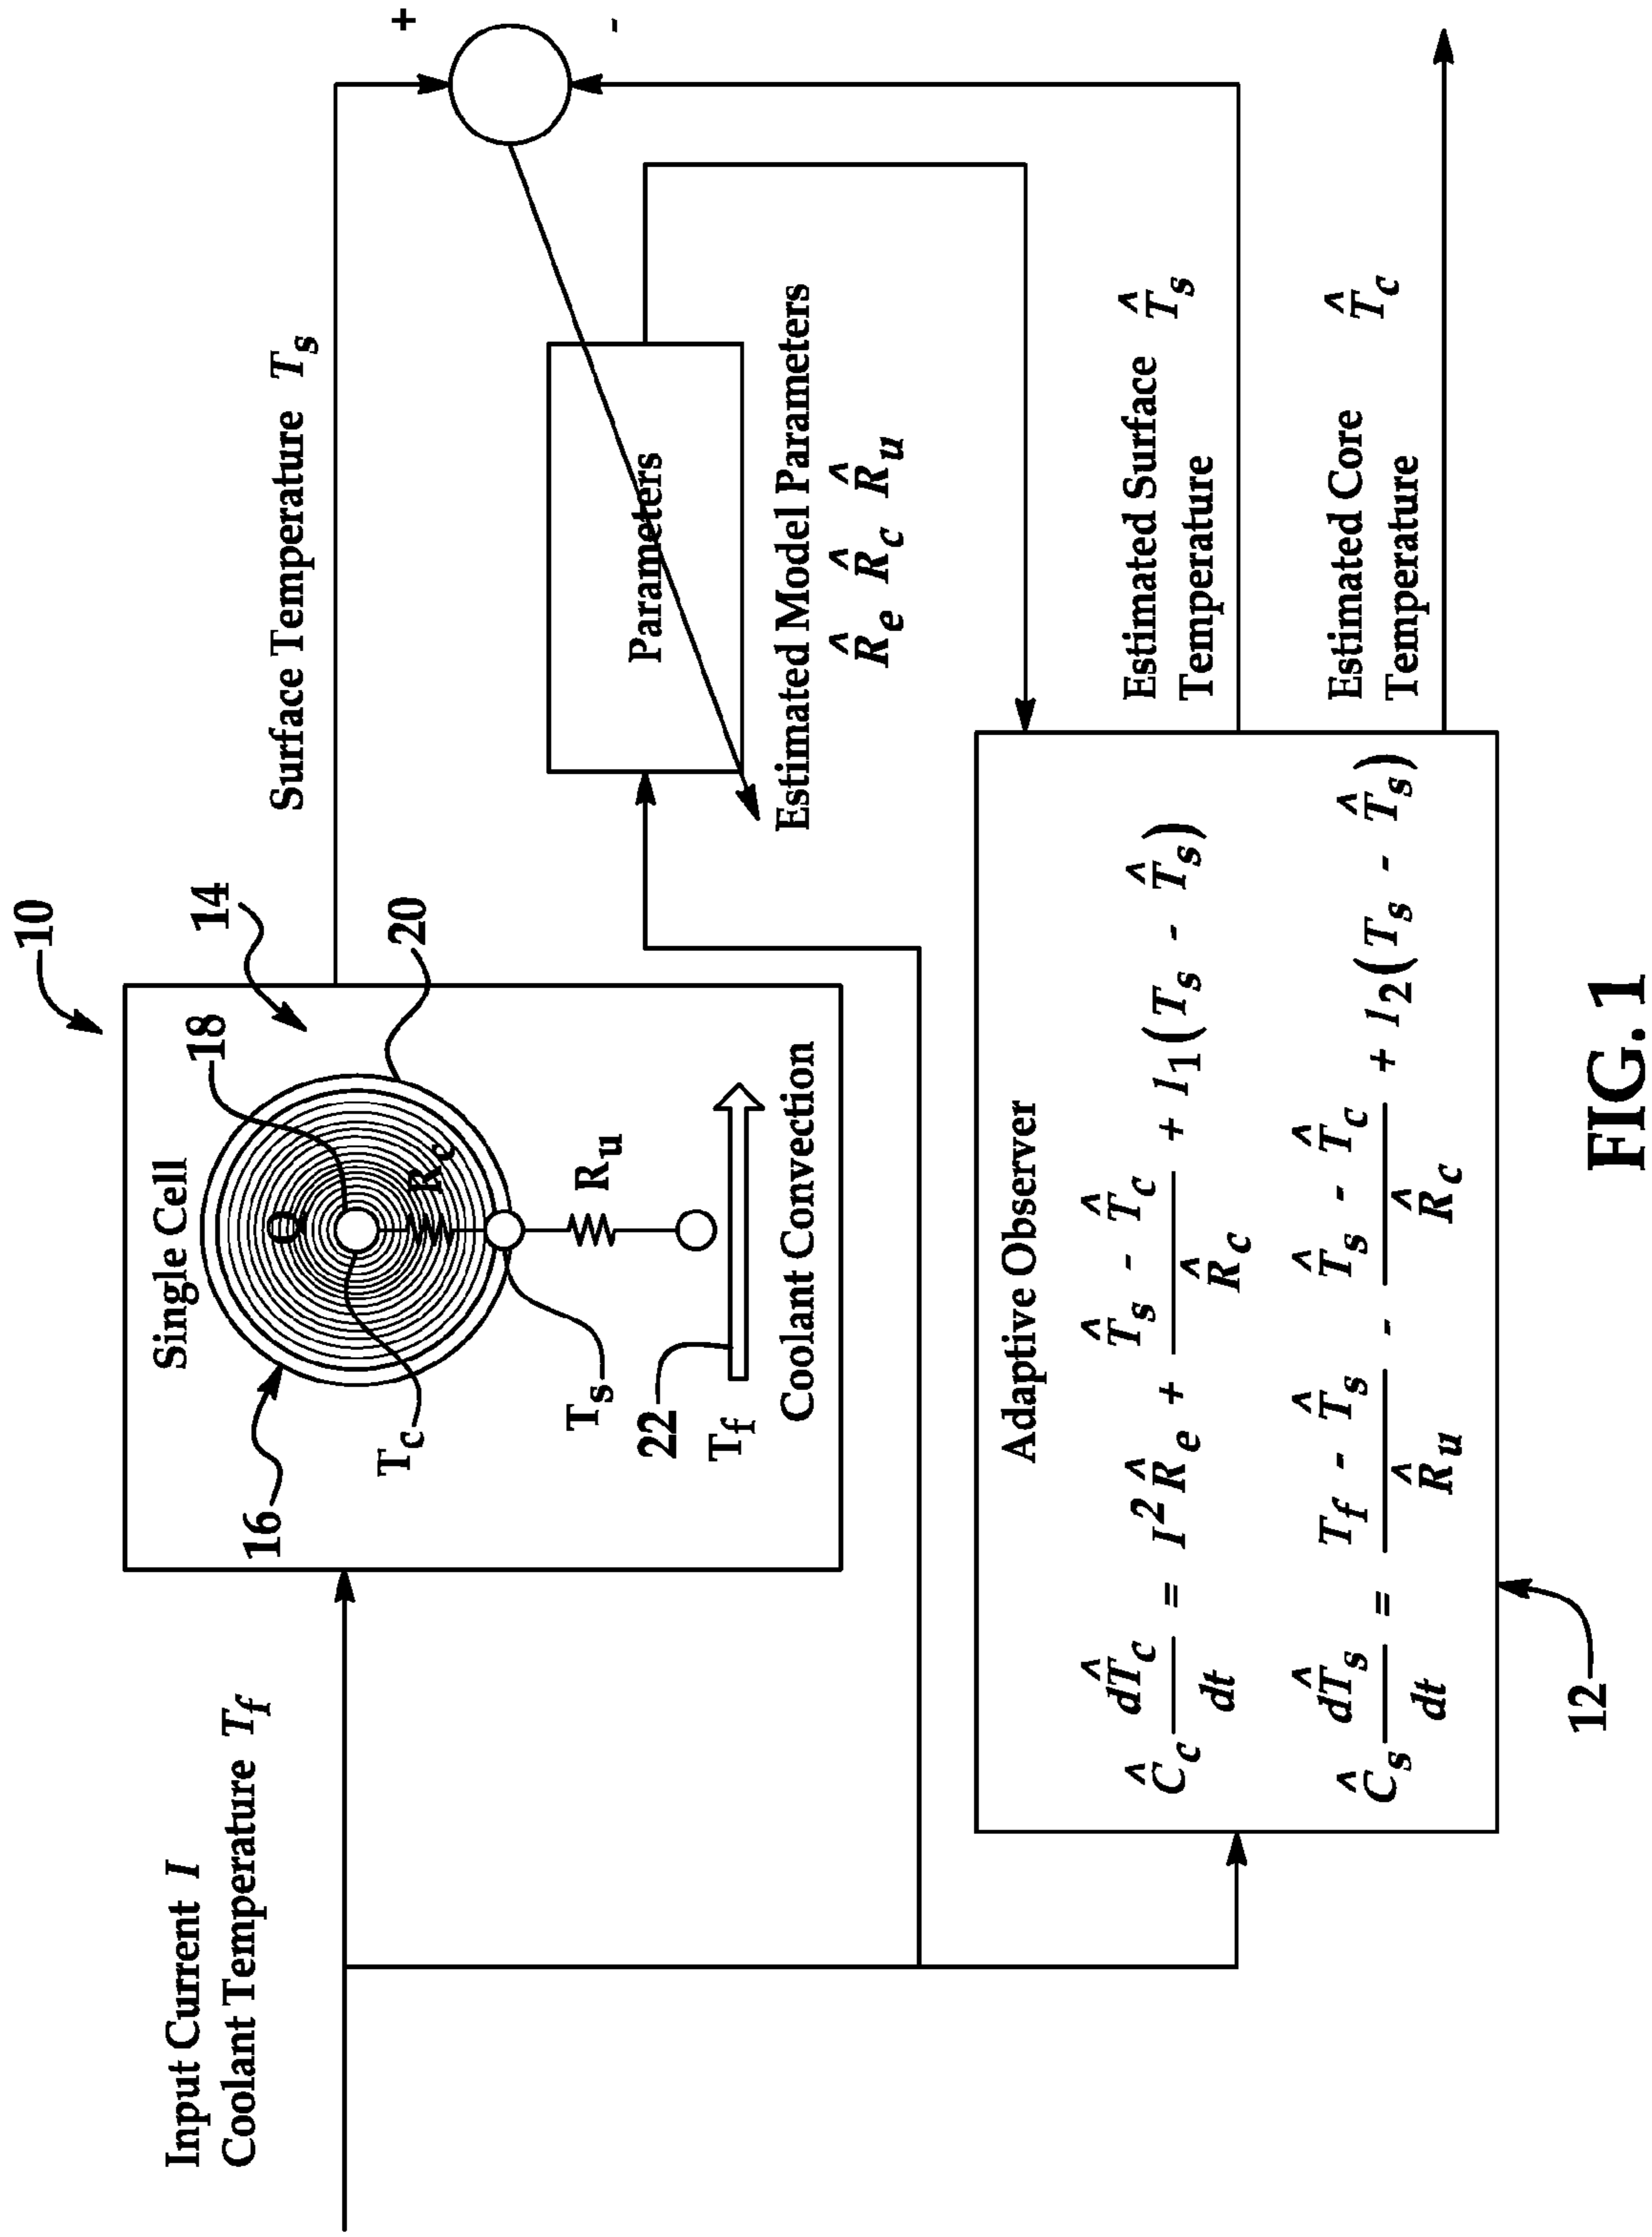 10
Input Current I
Coolant Temperature T_f
Single Cell
14
16
18
20
Q
R_c
T_c
T_s
R_u
22
T_f
Coolant Convection
Surface Temperature T_s
+
-
Parameters
Estimated Model Parameters
R̂_e R̂_c R̂_u
Adaptive Observer
Ĉ_c dT̂_c/dt = I² R̂_e + (T̂_s - T̂_c)/R̂_c + l_1(T_s - T̂_s)
Ĉ_s dT̂_s/dt = (T_f - T̂_s)/R̂_u - (T̂_s - T̂_c)/R̂_c + l_2(T_s - T̂_s)
12
Estimated Surface T̂_s
Temperature
Estimated Core T̂_c
Temperature
FIG. 1